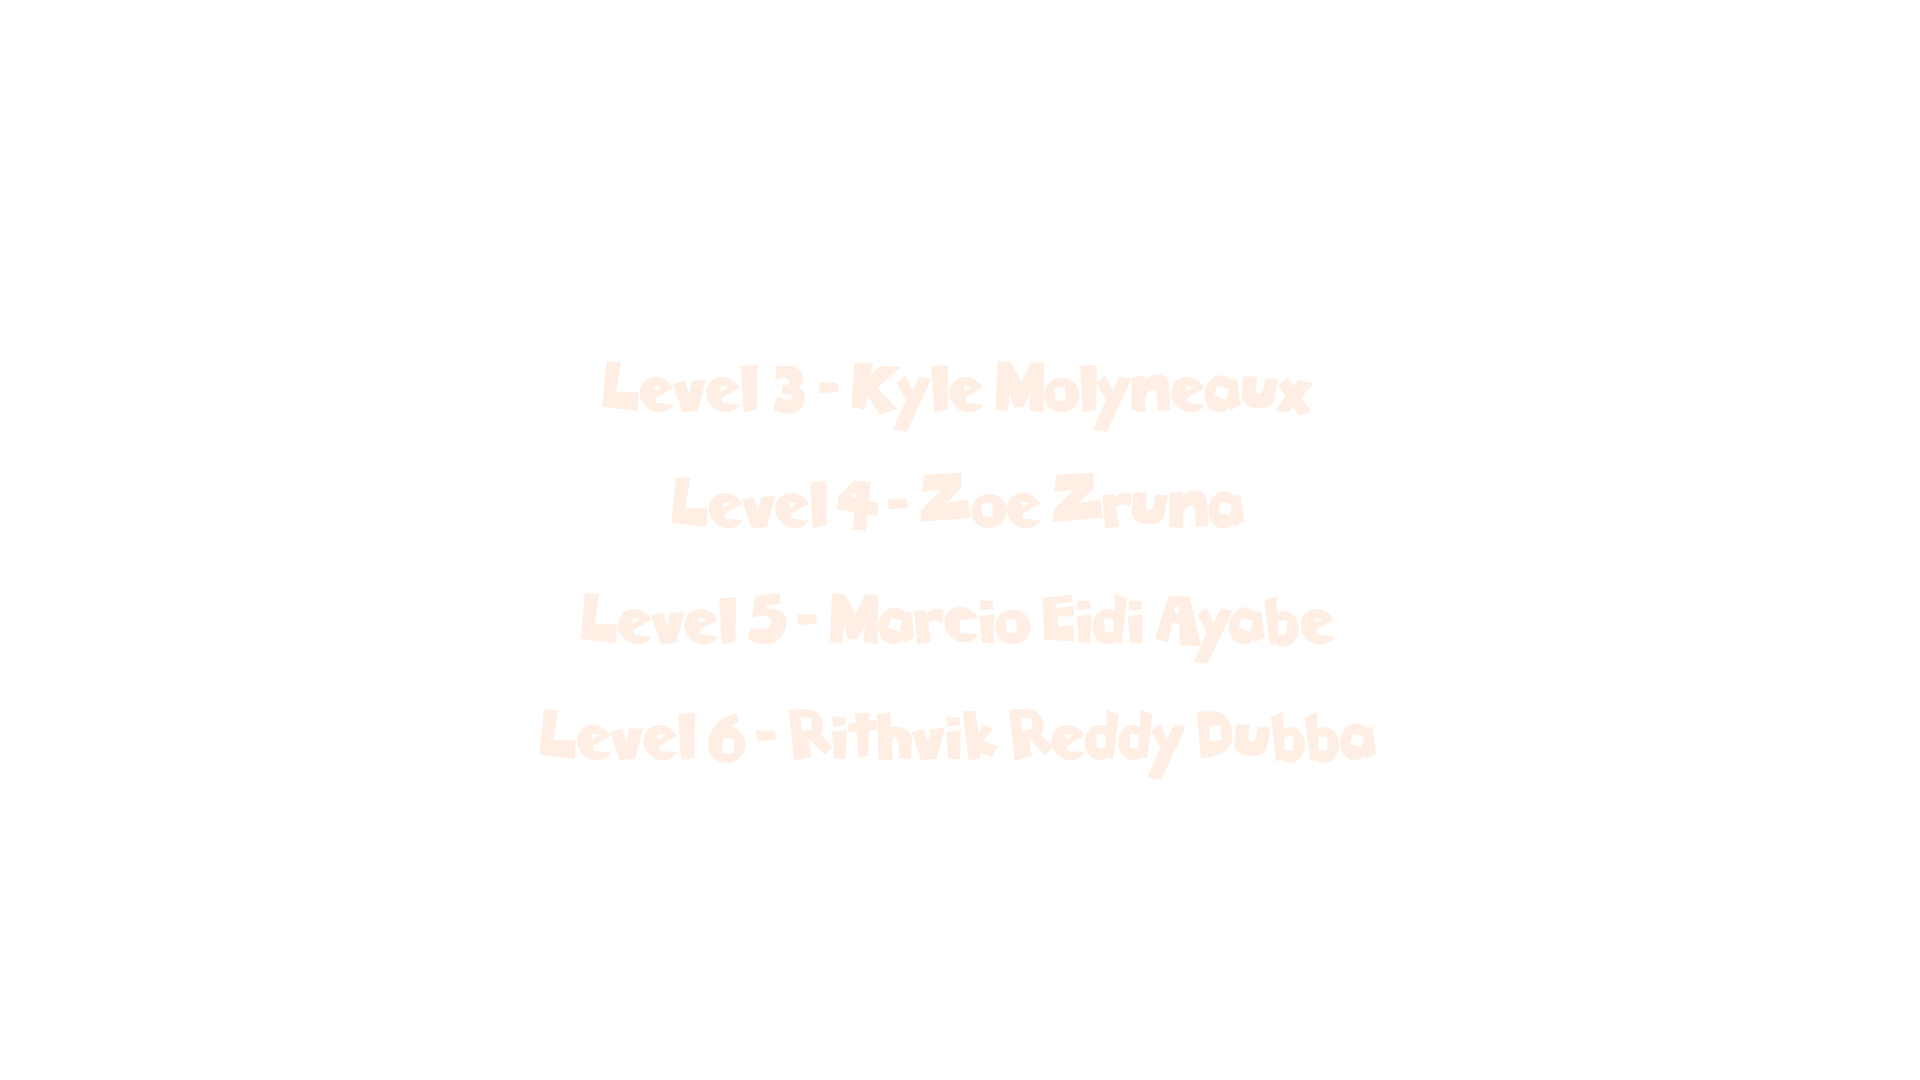 Level 3 - Kyle Molyneaux
Level 4 - Zoe Zruna
Level 5 - Marcio Eidi Ayabe
Level 6 - Rithvik Reddy Dubba